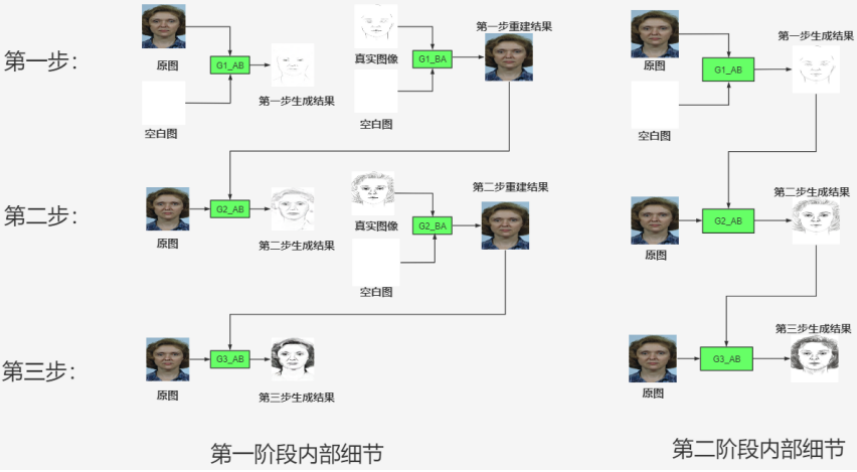 第一步：
原图
空白图
G1_AB
第一步生成结果
真实图像
空白图
G1_BA
第一步重建结果
第二步：
原图
G2_AB
第二步生成结果
真实图像
空白图
G2_BA
第二步重建结果
第三步：
原图
G3_AB
第三步生成结果
第一阶段内部细节
原图
空白图
G1_AB
第一步生成结果
原图
G2_AB
第二步生成结果
原图
G3_AB
第三步生成结果
第二阶段内部细节